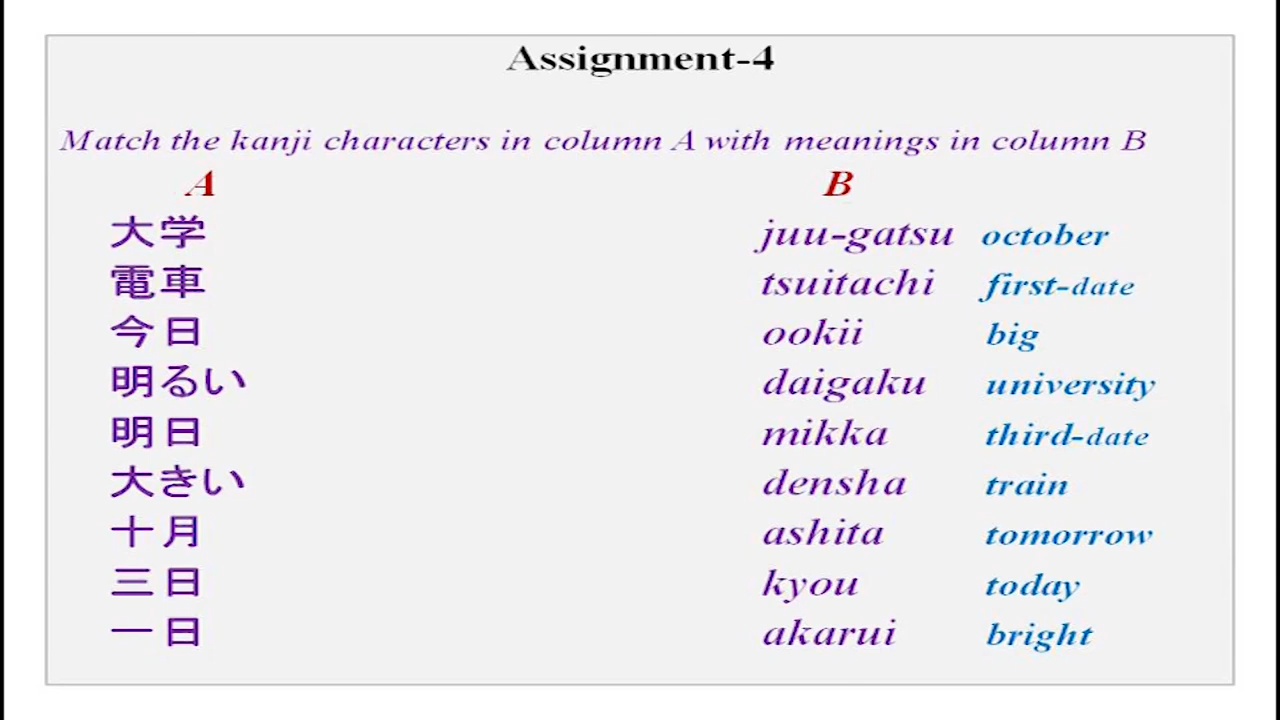 Assignment-4
Match the kanji characters in column A with meanings in column B
A B
大学 juu-gatsu october
電車 tsuitachi first-date
今日 ookii big
明るい daigaku university
明日 mikka third-date
大きい densha train
十月 ashita tomorrow
三日 kyou today
一日 akarui bright